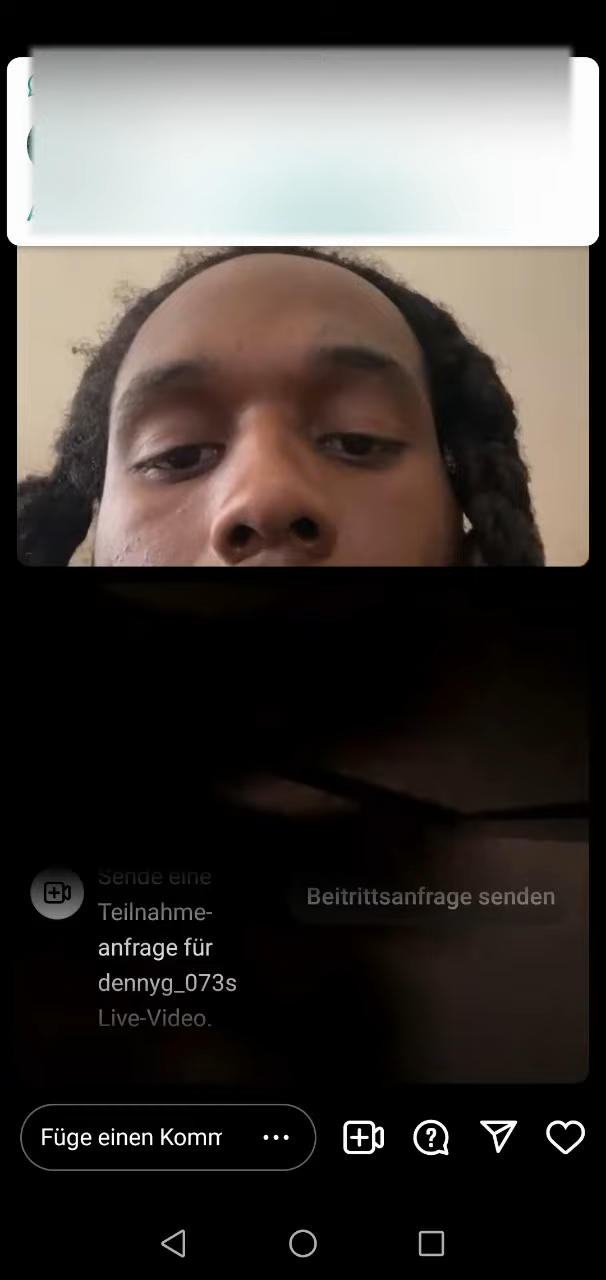 Sende eine
Teilnahme-
anfrage für
dennyg_073s
Live-Video.
Beitrittsanfrage senden
Füge einen Komm